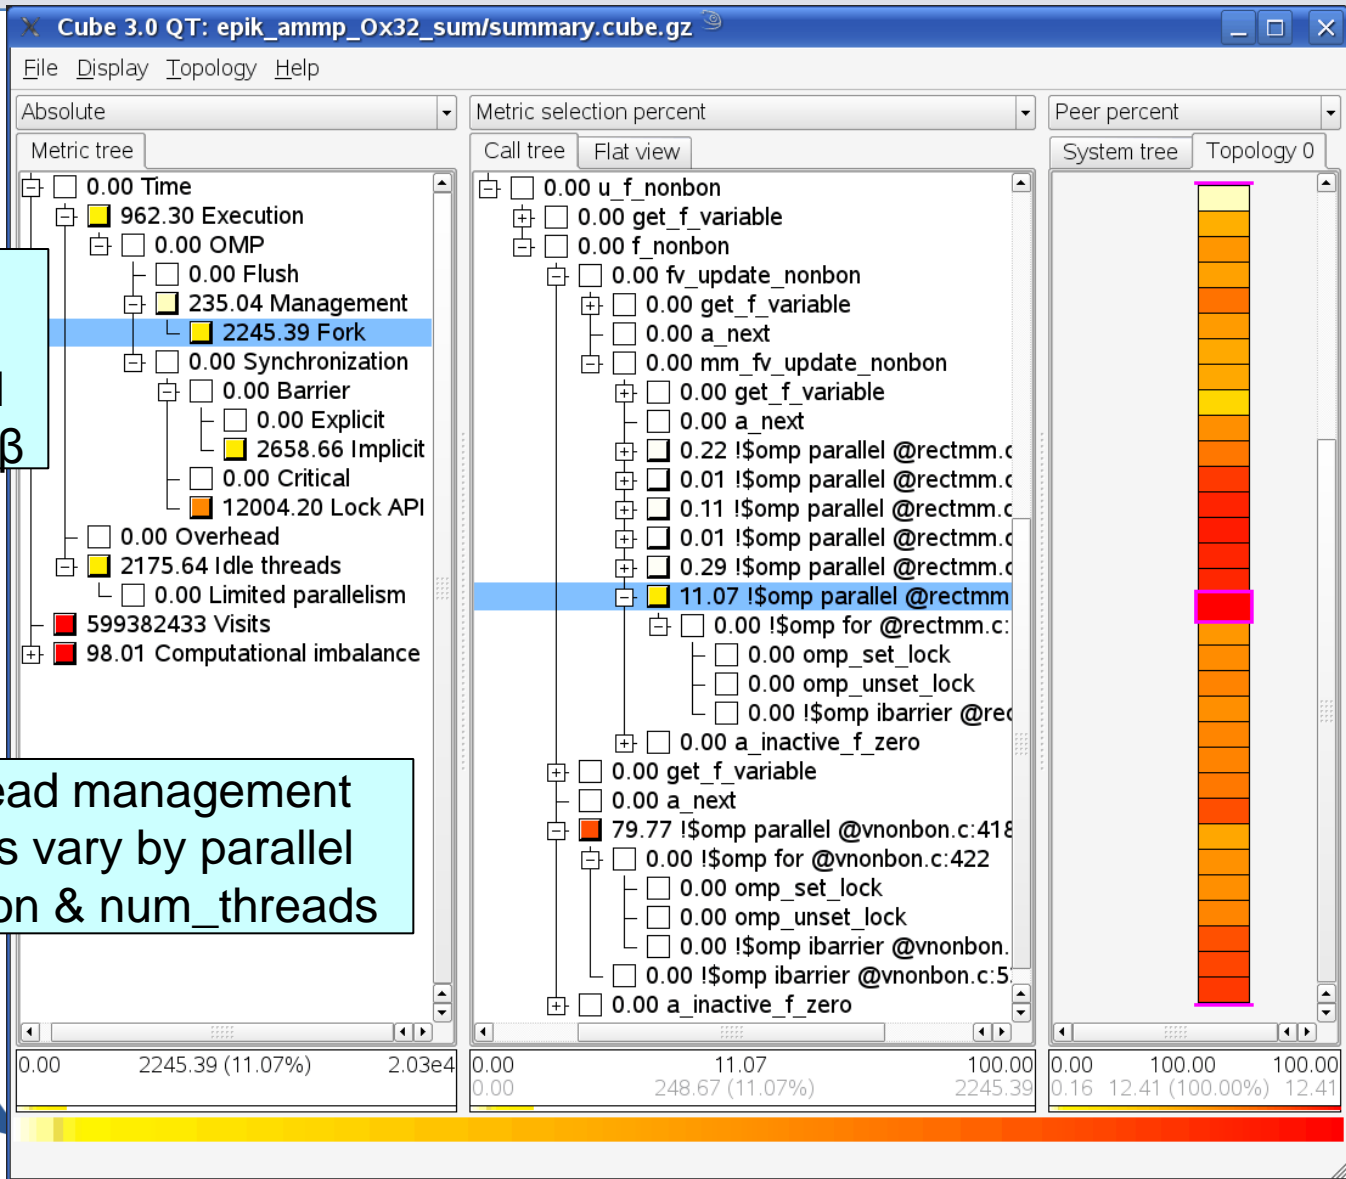 Cube 3.0 QT: epik_ammp_Ox32_sum/summary.cube.gz
File Display Topology Help
Absolute
Metric selection percent
Peer percent
Metric tree
Call tree
Flat view
System tree
Topology 0
0.00 Time
962.30 Execution
0.00 OMP
0.00 Flush
235.04 Management
2245.39 Fork
0.00 Synchronization
0.00 Barrier
0.00 Explicit
2658.66 Implicit
0.00 Critical
12004.20 Lock API
0.00 Overhead
2175.64 Idle threads
0.00 Limited parallelism
599382433 Visits
98.01 Computational imbalance
β
ead management
s vary by parallel
on & num_threads
0.00 u_f_nonbon
0.00 get_f_variable
0.00 f_nonbon
0.00 fv_update_nonbon
0.00 get_f_variable
0.00 a_next
0.00 mm_fv_update_nonbon
0.00 get_f_variable
0.00 a_next
0.22 !$omp parallel @rectmm.c
0.01 !$omp parallel @rectmm.c
0.11 !$omp parallel @rectmm.c
0.01 !$omp parallel @rectmm.c
0.29 !$omp parallel @rectmm.c
11.07 !$omp parallel @rectmm
0.00 !$omp for @rectmm.c:
0.00 omp_set_lock
0.00 omp_unset_lock
0.00 !$omp ibarrier @rec
0.00 a_inactive_f_zero
0.00 get_f_variable
0.00 a_next
79.77 !$omp parallel @vnonbon.c:418
0.00 !$omp for @vnonbon.c:422
0.00 omp_set_lock
0.00 omp_unset_lock
0.00 !$omp ibarrier @vnonbon.
0.00 !$omp ibarrier @vnonbon.c:5
0.00 a_inactive_f_zero
0.00 2245.39 (11.07%) 2.03e4
0.00 11.07 100.00
0.00 248.67 (11.07%) 2245.39
0.00 100.00 100.00
0.16 12.41 (100.00%) 12.41